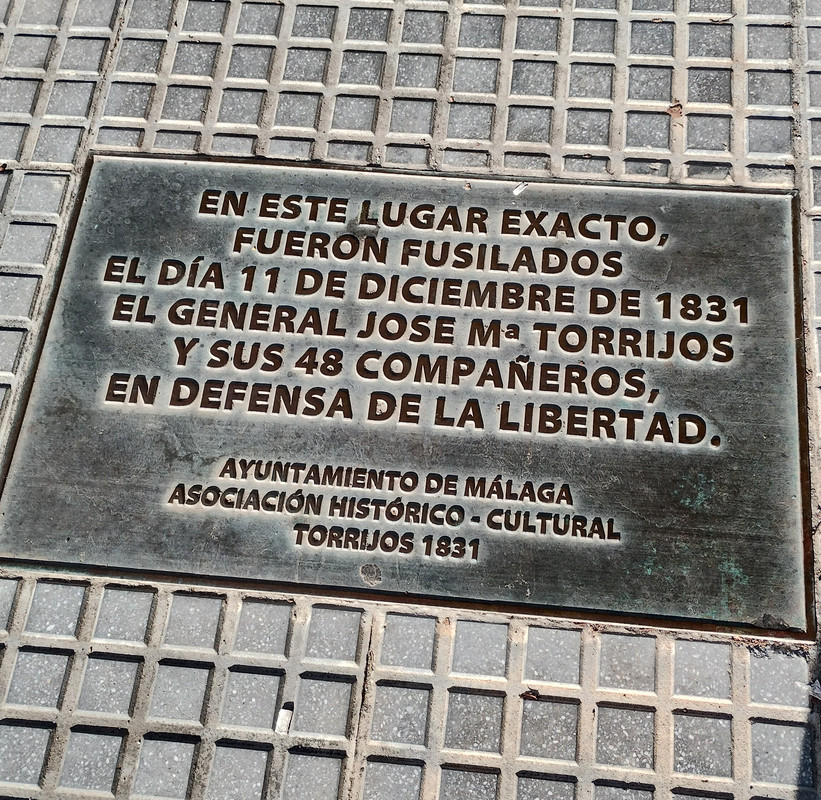 EN ESTE LUGAR EXACTO,
FUERON FUSILADOS
EL DÍA 11 DE DICIEMBRE DE 1831
EL GENERAL JOSE Mª TORRIJOS
Y SUS 48 COMPAÑEROS,
EN DEFENSA DE LA LIBERTAD.
AYUNTAMIENTO DE MÁLAGA
ASOCIACIÓN HISTÓRICO - CULTURAL
TORRIJOS 1831